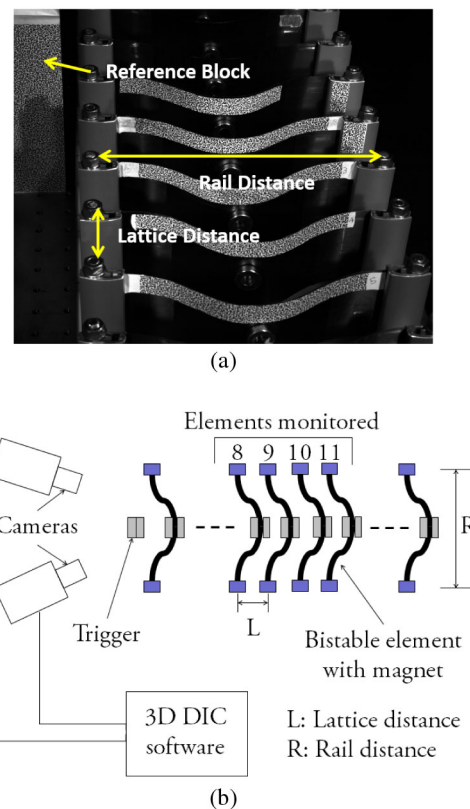 Reference Block
Rail Distance
Lattice Distance
(a)
Elements monitored
8 9 10 11
Cameras
R
Trigger
L
Bistable element
with magnet
3D DIC
software
L: Lattice distance
R: Rail distance
(b)